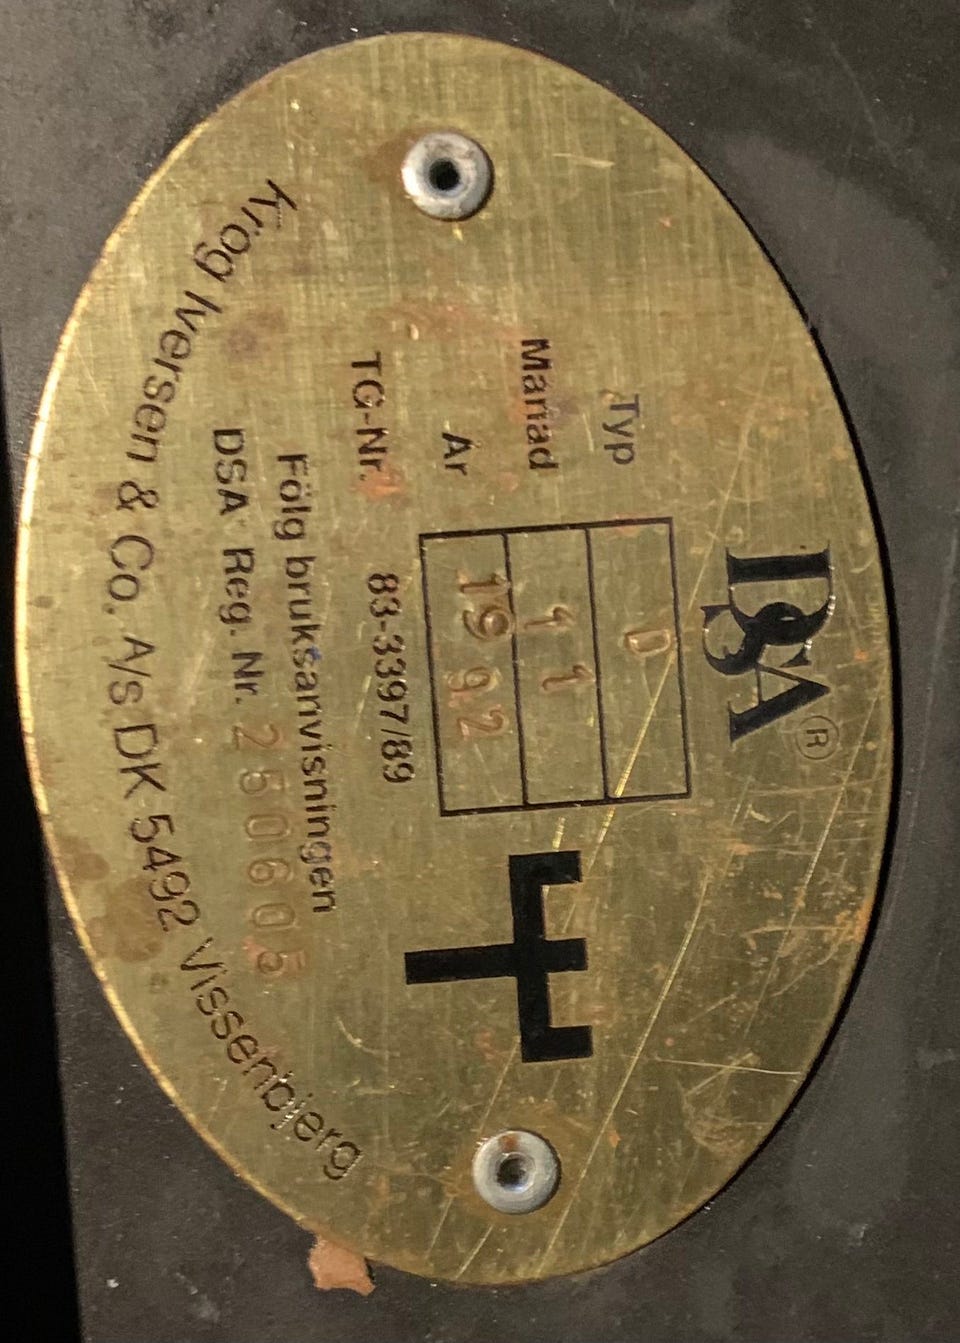 DSA®
Typ D
Månad 11
År 1992
TG-Nr. 83-3397/89
Följ bruksanvisningen
DSA Reg. Nr. 250605
Krog Iversen & Co. A/s DK 5492 Vissenbjerg